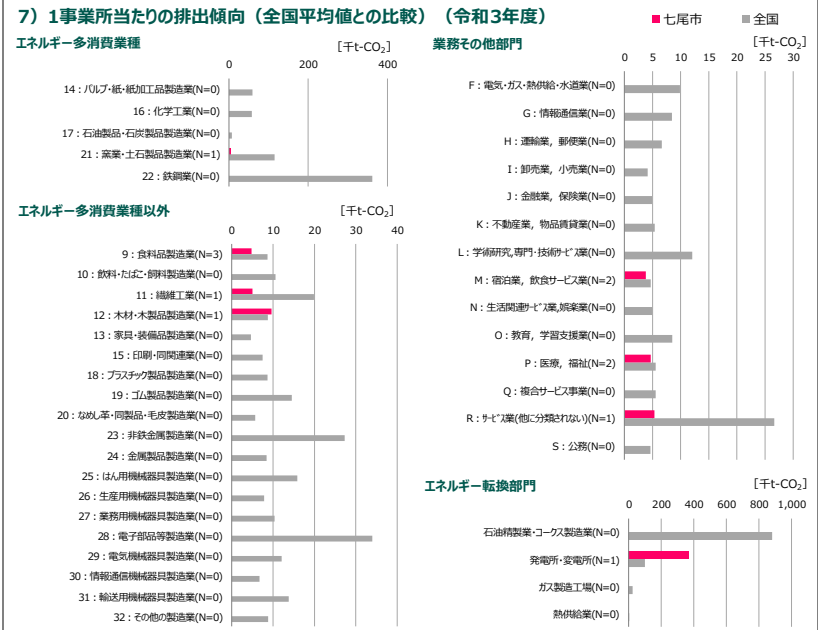 7）1事業所当たりの排出傾向（全国平均値との比較）（令和3年度）
■七尾市 ■全国
エネルギー多消費業種
[千t-CO₂]
0 200 400
14：パルプ・紙・紙加工品製造業(N=0)
16：化学工業(N=0)
17：石油製品・石炭製品製造業(N=0)
21：窯業・土石製品製造業(N=1)
22：鉄鋼業(N=0)
エネルギー多消費業種以外
[千t-CO₂]
0 10 20 30 40
9：食料品製造業(N=3)
10：飲料・たばこ・飼料製造業(N=0)
11：繊維工業(N=1)
12：木材・木製品製造業(N=1)
13：家具・装備品製造業(N=0)
15：印刷・同関連業(N=0)
18：プラスチック製品製造業(N=0)
19：ゴム製品製造業(N=0)
20：なめし革・同製品・毛皮製造業(N=0)
23：非鉄金属製造業(N=0)
24：金属製品製造業(N=0)
25：はん用機械器具製造業(N=0)
26：生産用機械器具製造業(N=0)
27：業務用機械器具製造業(N=0)
28：電子部品等製造業(N=0)
29：電気機械器具製造業(N=0)
30：情報通信機械器具製造業(N=0)
31：輸送用機械器具製造業(N=0)
32：その他の製造業(N=0)
業務その他部門
[千t-CO₂]
0 5 10 15 20 25 30
F：電気・ガス・熱供給・水道業(N=0)
G：情報通信業(N=0)
H：運輸業，郵便業(N=0)
I：卸売業，小売業(N=0)
J：金融業，保険業(N=0)
K：不動産業，物品賃貸業(N=0)
L：学術研究,専門・技術サービス業(N=0)
M：宿泊業，飲食サービス業(N=2)
N：生活関連サービス業,娯楽業(N=0)
O：教育，学習支援業(N=0)
P：医療，福祉(N=2)
Q：複合サービス事業(N=0)
R：サービス業(他に分類されない)(N=1)
S：公務(N=0)
エネルギー転換部門
[千t-CO₂]
0 200 400 600 800 1,000
石油精製業・コークス製造業(N=0)
発電所・変電所(N=1)
ガス製造工場(N=0)
熱供給業(N=0)